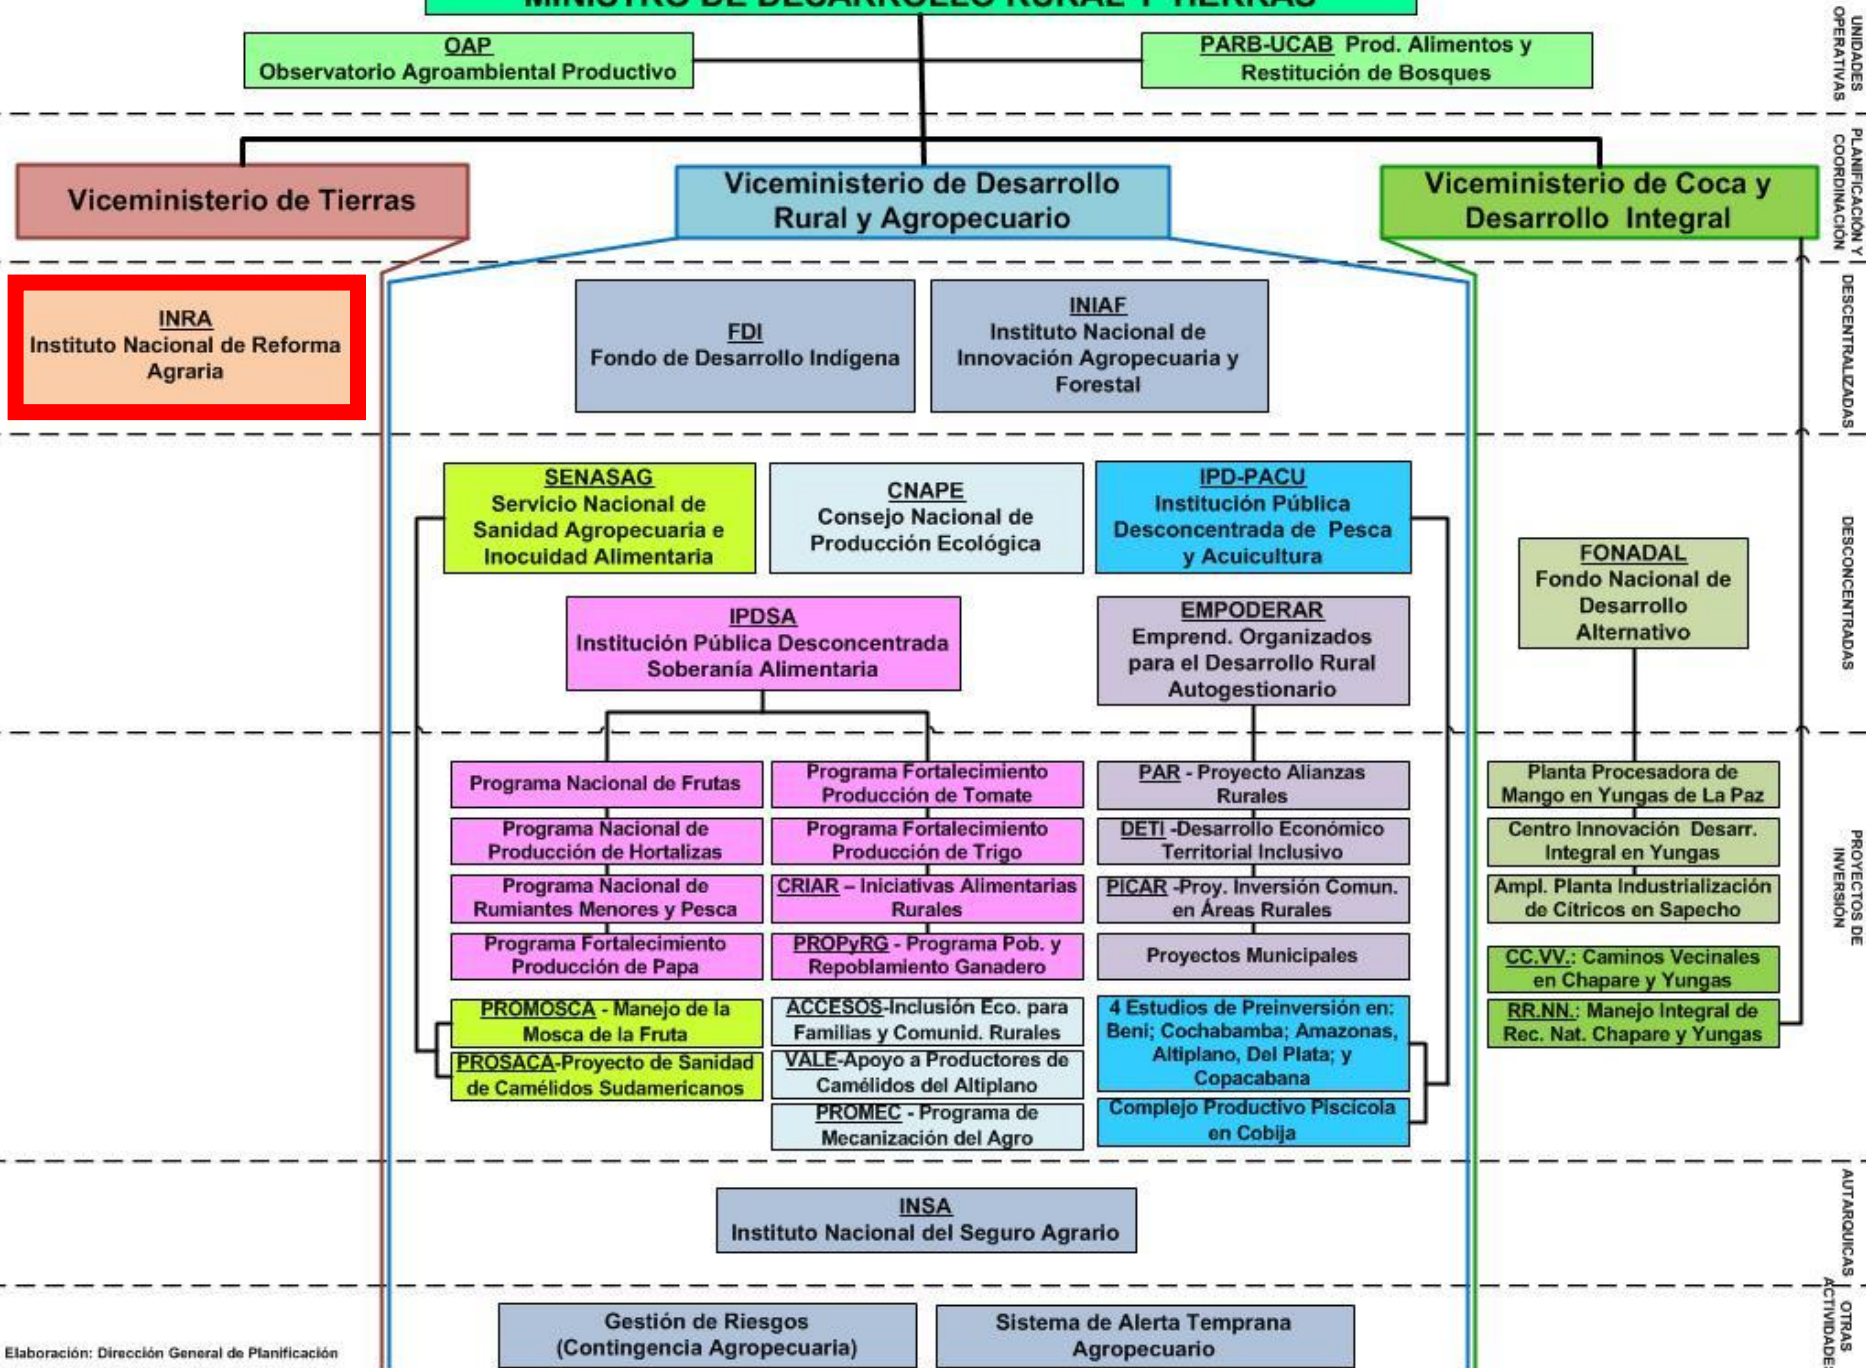 MINISTRO DE DESARROLLO RURAL Y TIERRAS
OAP
Observatorio Agroambiental Productivo
PARB-UCAB Prod. Alimentos y
Restitución de Bosques
UNIDADES
OPERATIVAS
Viceministerio de Tierras
Viceministerio de Desarrollo
Rural y Agropecuario
Viceministerio de Coca y
Desarrollo Integral
PLANIFICACIÓN Y
COORDINACIÓN
INRA
Instituto Nacional de Reforma
Agraria
FDI
Fondo de Desarrollo Indígena
INIAF
Instituto Nacional de
Innovación Agropecuaria y
Forestal
DESCENTRALIZADAS
SENASAG
Servicio Nacional de
Sanidad Agropecuaria e
Inocuidad Alimentaria
CNAPE
Consejo Nacional de
Producción Ecológica
IPD-PACU
Institución Pública
Desconcentrada de Pesca
y Acuicultura
FONADAL
Fondo Nacional de
Desarrollo
Alternativo
IPDSA
Institución Pública Desconcentrada
Soberanía Alimentaria
EMPODERAR
Emprend. Organizados
para el Desarrollo Rural
Autogestionario
DESCONCENTRADAS
Programa Nacional de Frutas
Programa Nacional de
Producción de Hortalizas
Programa Nacional de
Rumiantes Menores y Pesca
Programa Fortalecimiento
Producción de Papa
PROMOSCA - Manejo de la
Mosca de la Fruta
PROSACA-Proyecto de Sanidad
de Camélidos Sudamericanos
Programa Fortalecimiento
Producción de Tomate
Programa Fortalecimiento
Producción de Trigo
CRIAR – Iniciativas Alimentarias
Rurales
PROPyRG - Programa Pob. y
Repoblamiento Ganadero
ACCESOS-Inclusión Eco. para
Familias y Comunid. Rurales
VALE-Apoyo a Productores de
Camélidos del Altiplano
PROMEC - Programa de
Mecanización del Agro
PAR - Proyecto Alianzas
Rurales
DETI -Desarrollo Económico
Territorial Inclusivo
PICAR -Proy. Inversión Comun.
en Áreas Rurales
Proyectos Municipales
4 Estudios de Preinversión en:
Beni; Cochabamba; Amazonas,
Altiplano, Del Plata; y
Copacabana
Complejo Productivo Piscícola
en Cobija
Planta Procesadora de
Mango en Yungas de La Paz
Centro Innovación Desarr.
Integral en Yungas
Ampl. Planta Industrialización
de Cítricos en Sapecho
CC.VV.: Caminos Vecinales
en Chapare y Yungas
RR.NN.: Manejo Integral de
Rec. Nat. Chapare y Yungas
PROYECTOS DE
INVERSIÓN
INSA
Instituto Nacional del Seguro Agrario
AUTARQUICAS
Gestión de Riesgos
(Contingencia Agropecuaria)
Sistema de Alerta Temprana
Agropecuario
OTRAS
ACTIVIDADES
Elaboración: Dirección General de Planificación